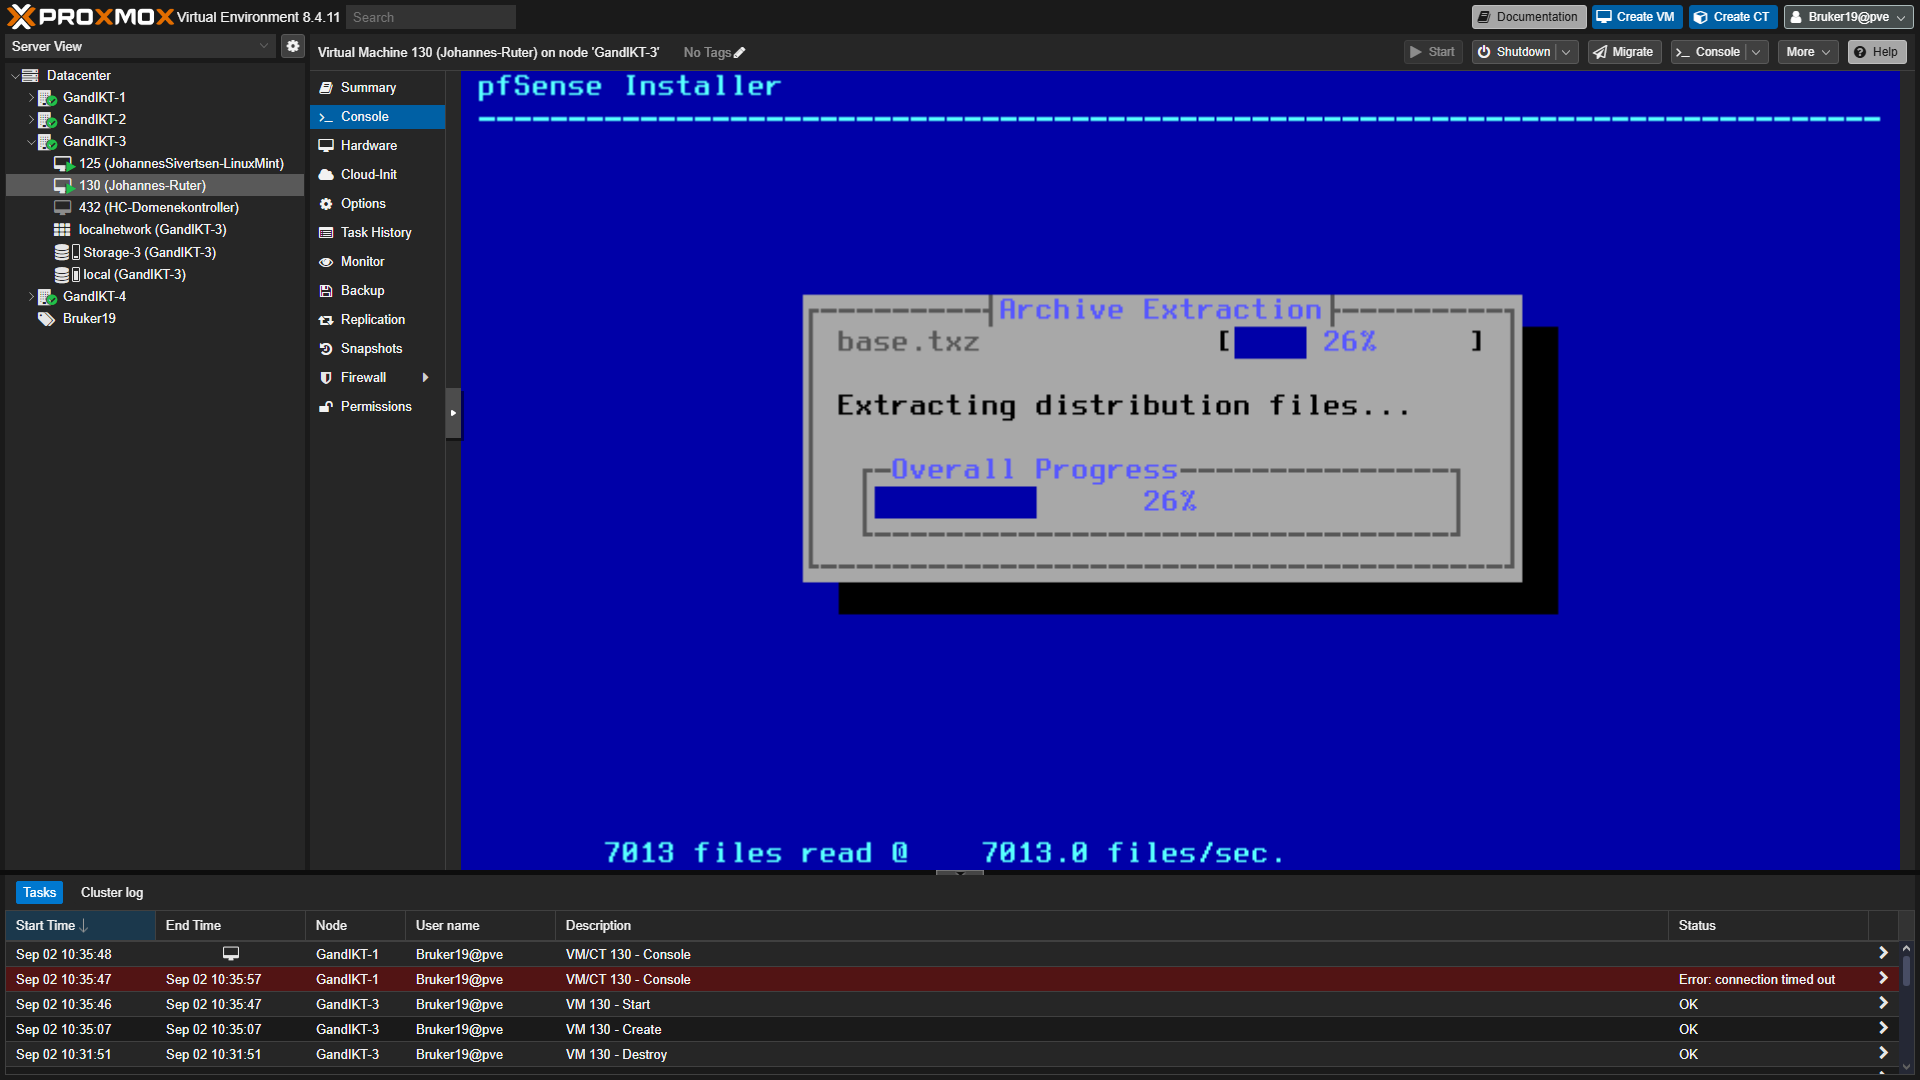 PROXMOX Virtual Environment 8.4.11 Search Documentation Create VM Create CT Bruker19@pve
Server View
Virtual Machine 130 (Johannes-Ruter) on node 'GandIKT-3' No Tags Start Shutdown Migrate Console More Help
Datacenter
GandIKT-1
GandIKT-2
GandIKT-3
125 (JohannesSivertsen-LinuxMint)
130 (Johannes-Ruter)
432 (HC-Domenekontroller)
localnetwork (GandIKT-3)
Storage-3 (GandIKT-3)
local (GandIKT-3)
GandIKT-4
Bruker19
Summary
Console
Hardware
Cloud-Init
Options
Task History
Monitor
Backup
Replication
Snapshots
Firewall
Permissions
pfSense Installer
Archive Extraction
base.txz [ 26% ]
Extracting distribution files...
Overall Progress
26%
7013 files read @ 7013.0 files/sec.
Tasks Cluster log
Start Time End Time Node User name Description Status
Sep 02 10:35:48 GandIKT-1 Bruker19@pve VM/CT 130 - Console
Sep 02 10:35:47 Sep 02 10:35:57 GandIKT-1 Bruker19@pve VM/CT 130 - Console Error: connection timed out
Sep 02 10:35:46 Sep 02 10:35:47 GandIKT-3 Bruker19@pve VM 130 - Start OK
Sep 02 10:35:07 Sep 02 10:35:07 GandIKT-3 Bruker19@pve VM 130 - Create OK
Sep 02 10:31:51 Sep 02 10:31:51 GandIKT-3 Bruker19@pve VM 130 - Destroy OK